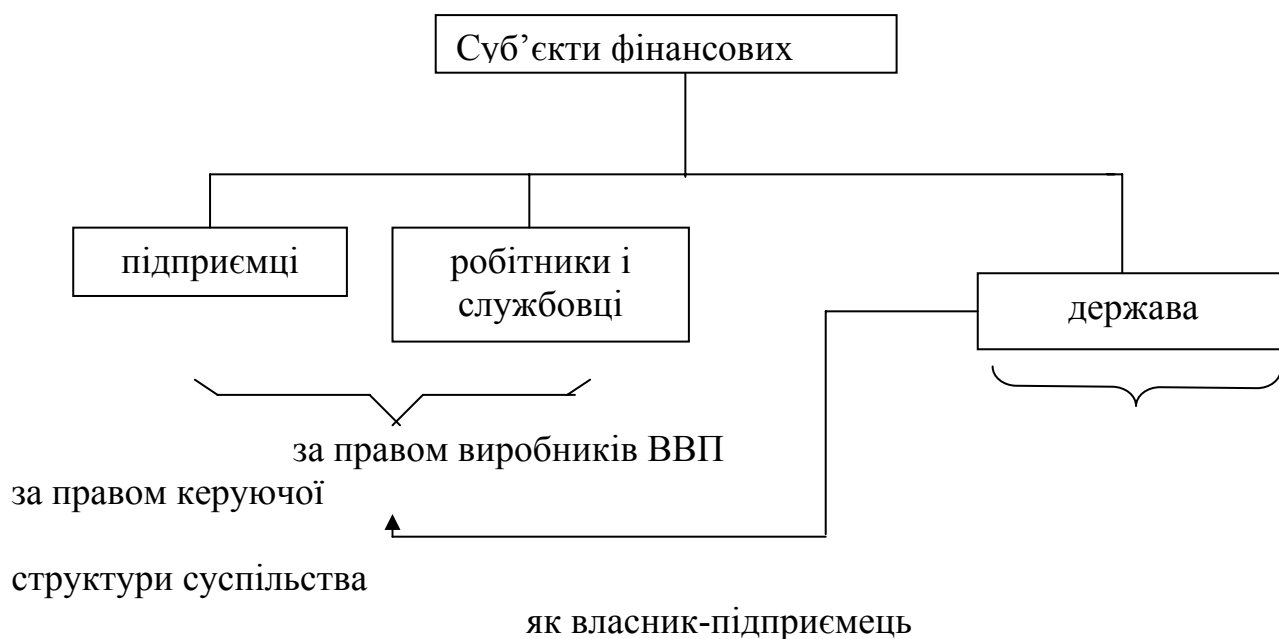 Суб’єкти фінансових
підприємці
робітники і
службовці
держава
за правом виробників ВВП
за правом керуючої
структури суспільства
як власник-підприємець